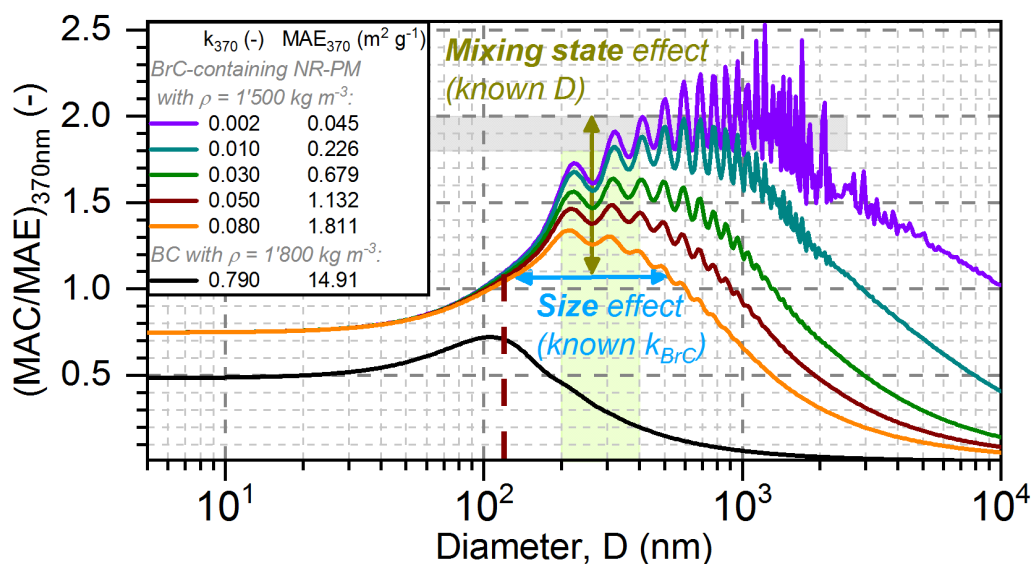 (MAC/MAE)370nm (-)
2.5
2.0
1.5
1.0
0.5
k370 (-) MAE370 (m² g⁻¹)
BrC-containing NR-PM
with ρ = 1'500 kg m⁻³:
0.002 0.045
0.010 0.226
0.030 0.679
0.050 1.132
0.080 1.811
BC with ρ = 1'800 kg m⁻³:
0.790 14.91
Mixing state effect
(known D)
Size effect
(known kBrC)
10¹ 10² 10³ 10⁴
Diameter, D (nm)